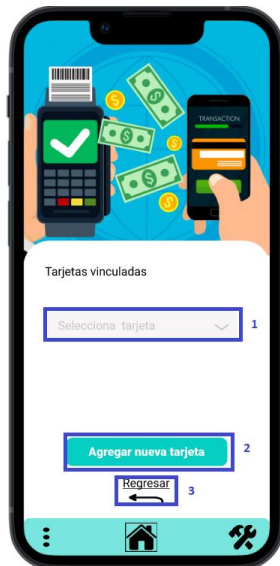 TRANSACTION
Tarjetas vinculadas
Selecciona tarjeta
1
Agregar nueva tarjeta
2
Regresar
3